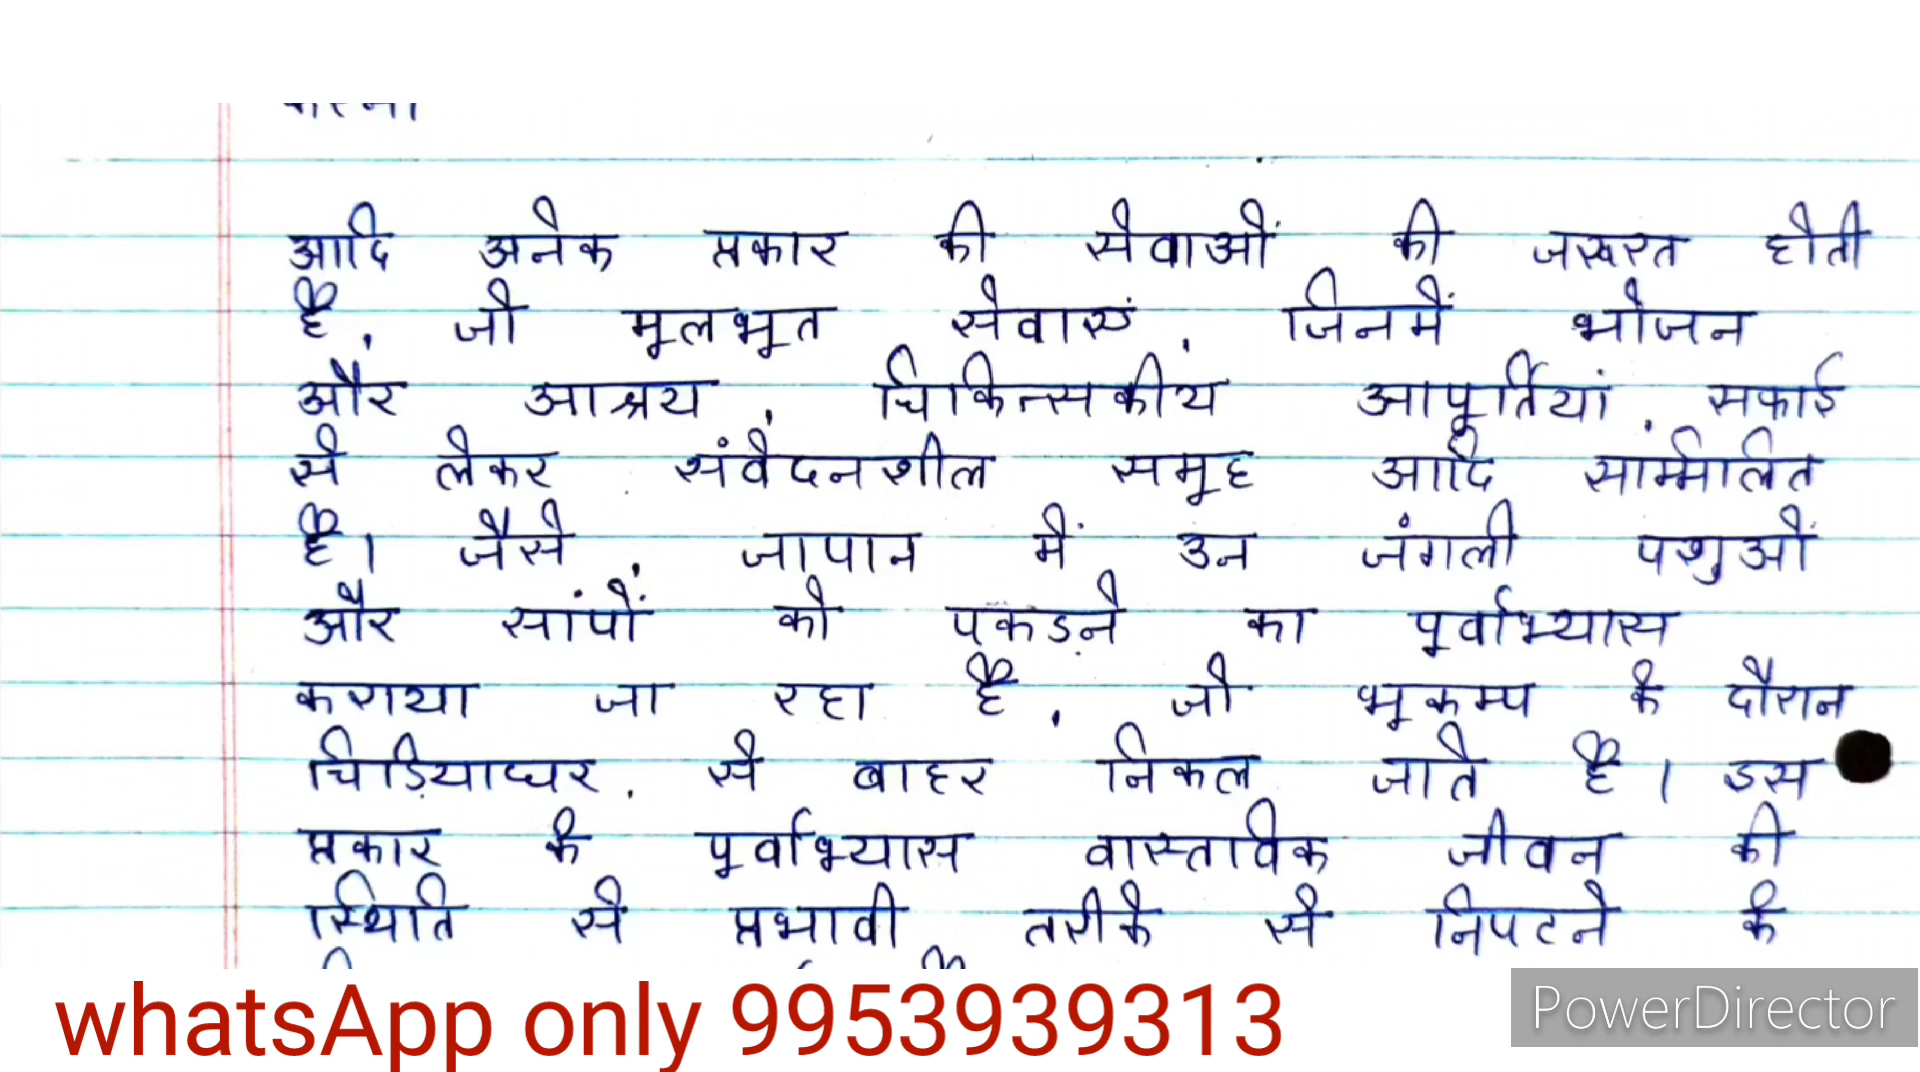 आदि अनेक प्रकार की सेवाओं की जरूरत होती
है, जो मूलभूत सेवाएं, जिनमें भोजन
और आश्रय, चिकित्सकीय आपूर्तियां, सफाई
से लेकर संवेदनशील समूह आदि सम्मिलित
है। जैसे, जापान में उन जंगली पशुओं
और सांपों को पकड़ने का पूर्वाभ्यास
कराया जा रहा है, जो भूकम्प के दौरान
चिड़ियाघर, से बाहर निकल जाते है। इस
प्रकार के पूर्वाभ्यास वास्तविक जीवन की
स्थिति से प्रभावी तरीके से निपटने के
whatsApp only 9953939313
PowerDirector